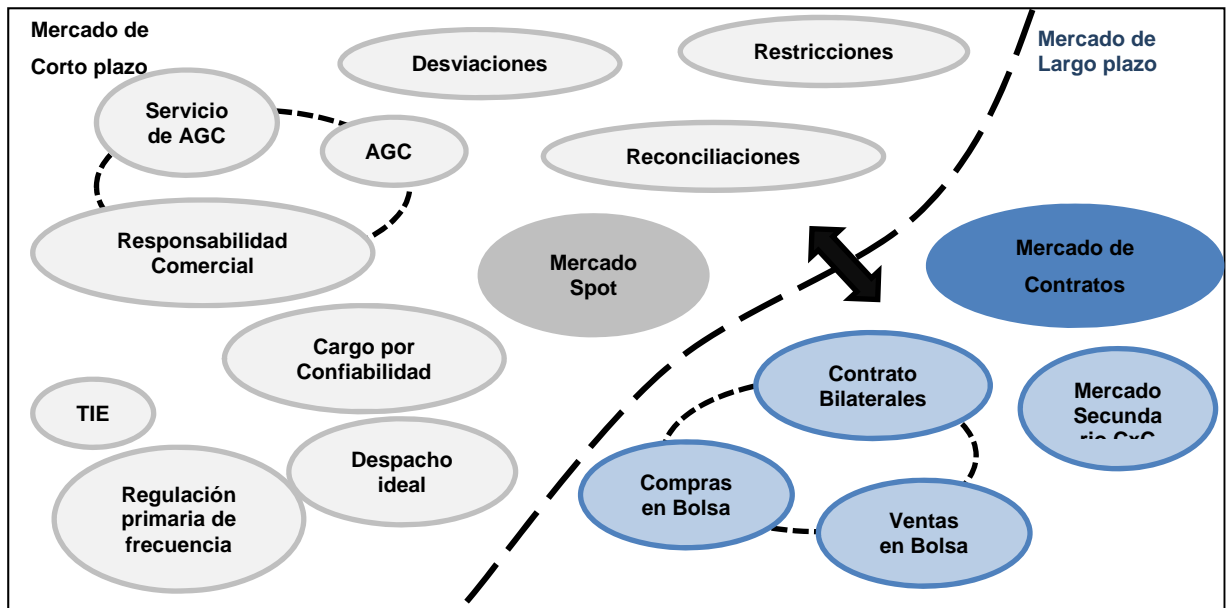 Mercado de
Corto plazo
Desviaciones
Restricciones
Mercado de
Largo plazo
Servicio
de AGC
AGC
Reconciliaciones
Responsabilidad
Comercial
Mercado
Spot
Mercado de
Contratos
Cargo por
Confiabilidad
Contrato
Bilaterales
Mercado
Secunda
rio CxC
TIE
Despacho
ideal
Compras
en Bolsa
Regulación
primaria de
frecuencia
Ventas
en Bolsa